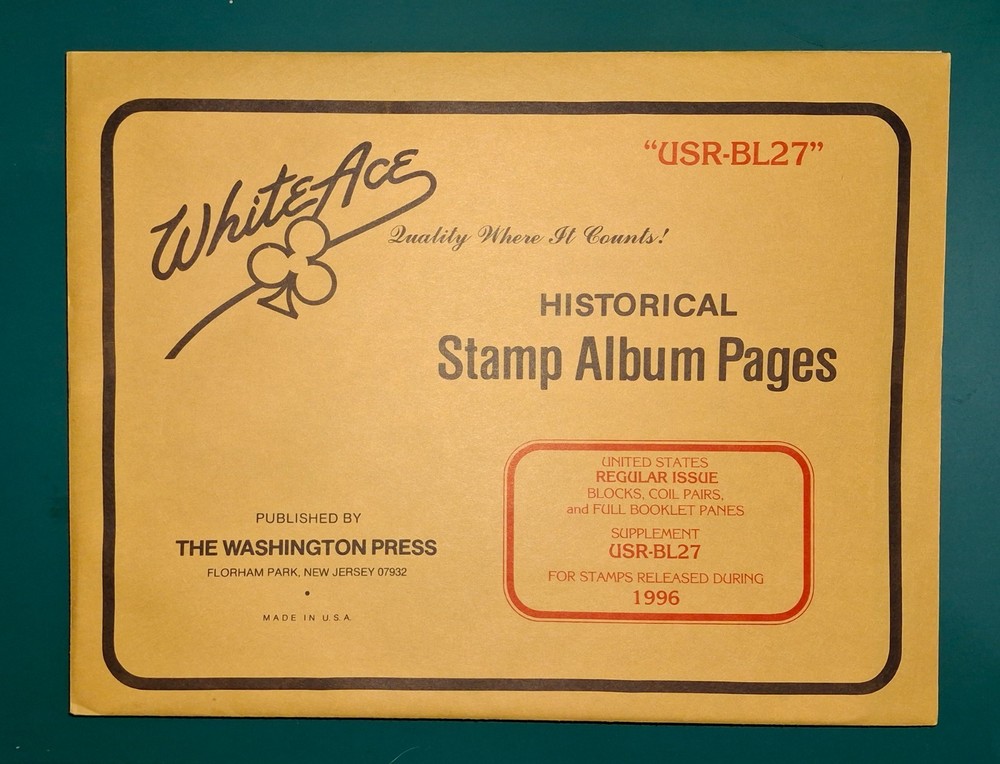 "USR-BL27"
White Ace
Quality Where It Counts!
HISTORICAL
Stamp Album Pages
UNITED STATES
REGULAR ISSUE
BLOCKS, COIL PAIRS,
and FULL BOOKLET PANES
SUPPLEMENT
USR-BL27
FOR STAMPS RELEASED DURING
1996
PUBLISHED BY
THE WASHINGTON PRESS
FLORHAM PARK, NEW JERSEY 07932
•
MADE IN U.S.A.